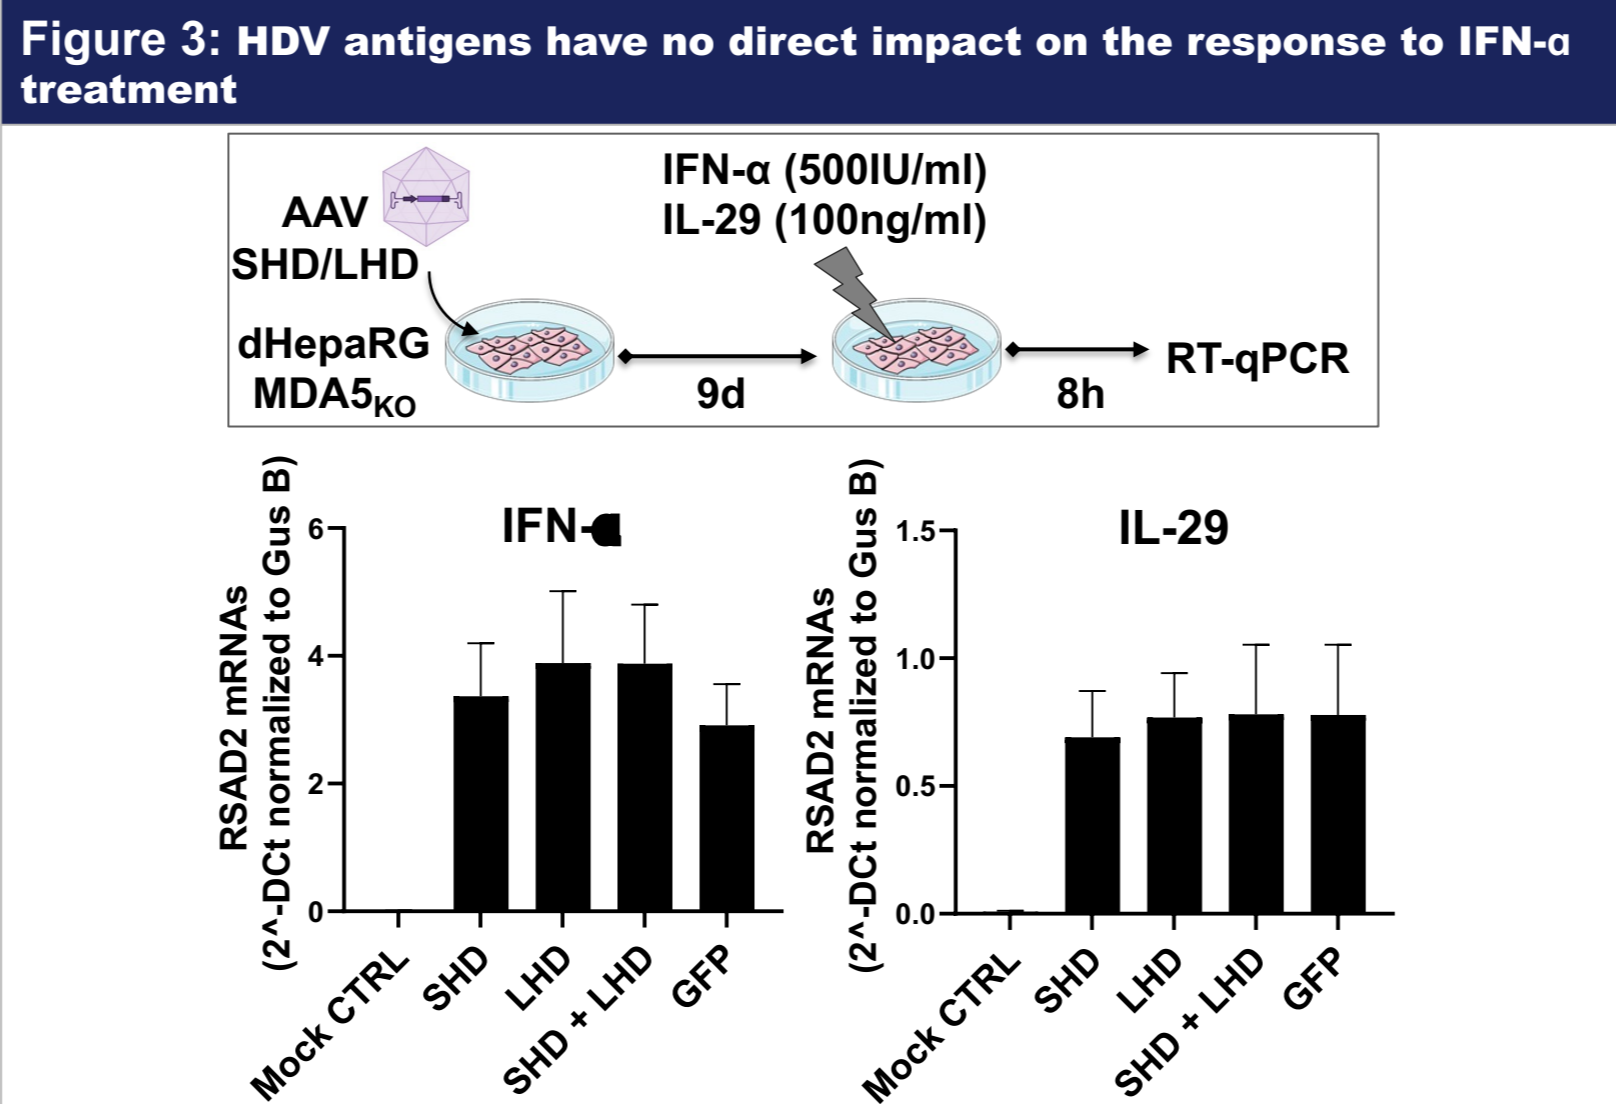 Figure 3: HDV antigens have no direct impact on the response to IFN-α
treatment
AAV
SHD/LHD
dHepaRG
MDA5KO
9d
IFN-α (500IU/ml)
IL-29 (100ng/ml)
8h
RT-qPCR
IFN-
RSAD2 mRNAs
(2^-DCt normalized to Gus B)
6
4
2
0
Mock CTRL
SHD
LHD
SHD + LHD
GFP
IL-29
RSAD2 mRNAs
(2^-DCt normalized to Gus B)
1.5
1.0
0.5
0.0
Mock CTRL
SHD
LHD
SHD + LHD
GFP